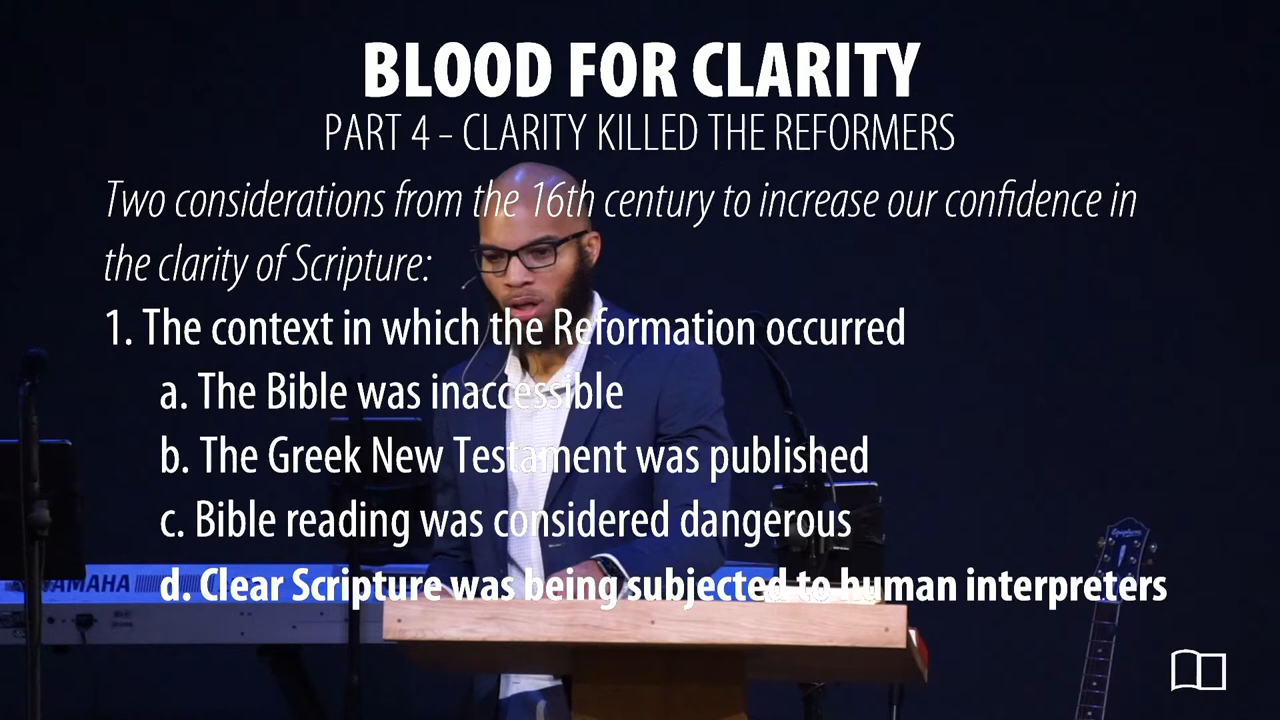 BLOOD FOR CLARITY
PART 4 – CLARITY KILLED THE REFORMERS
Two considerations from the 16th century to increase our confidence in
the clarity of Scripture:
1. The context in which the Reformation occurred
a. The Bible was inaccessible
b. The Greek New Testament was published
c. Bible reading was considered dangerous
d. Clear Scripture was being subjected to human interpreters
YAMAHA
Epiphone